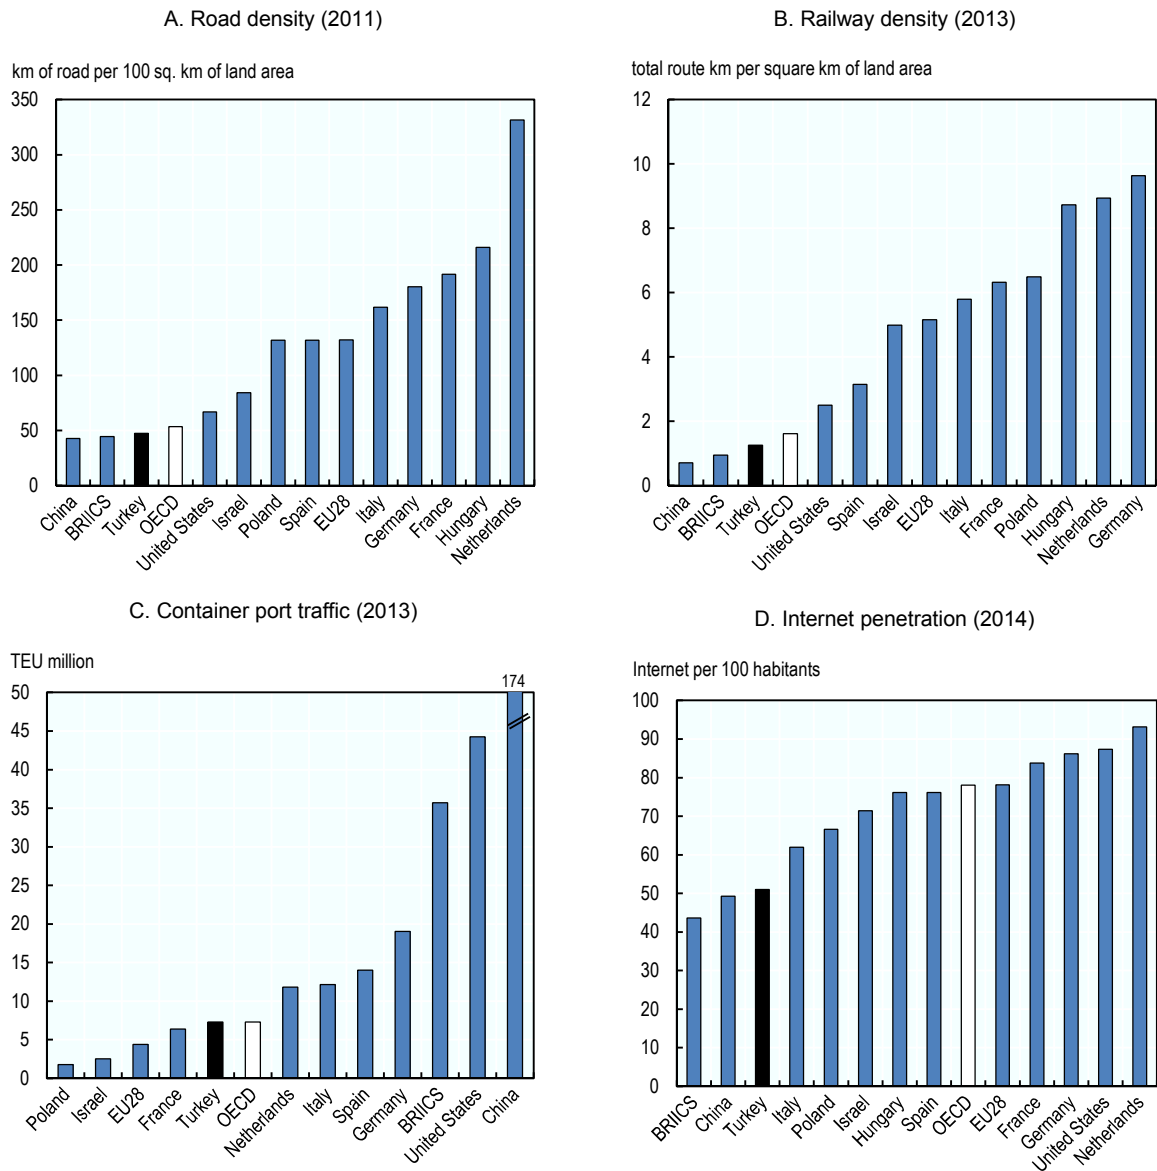 A. Road density (2011)
km of road per 100 sq. km of land area
350
300
250
200
150
100
50
0
China
BRIICS
Turkey
OECD
United States
Israel
Poland
Spain
EU28
Italy
Germany
France
Hungary
Netherlands
B. Railway density (2013)
total route km per square km of land area
12
10
8
6
4
2
0
China
BRIICS
Turkey
OECD
United States
Spain
Israel
EU28
Italy
France
Poland
Hungary
Netherlands
Germany
C. Container port traffic (2013)
TEU million
174
50
45
40
35
30
25
20
15
10
5
0
Poland
Israel
EU28
France
Turkey
OECD
Netherlands
Italy
Spain
Germany
BRIICS
United States
China
D. Internet penetration (2014)
Internet per 100 habitants
100
90
80
70
60
50
40
30
20
10
0
BRIICS
China
Turkey
Italy
Poland
Israel
Hungary
Spain
OECD
EU28
France
Germany
United States
Netherlands